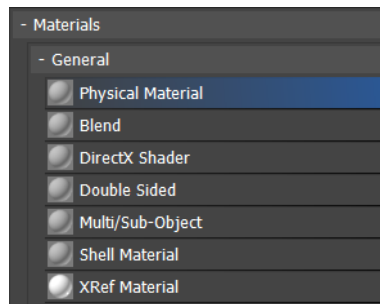 - Materials
- General
Physical Material
Blend
DirectX Shader
Double Sided
Multi/Sub-Object
Shell Material
XRef Material